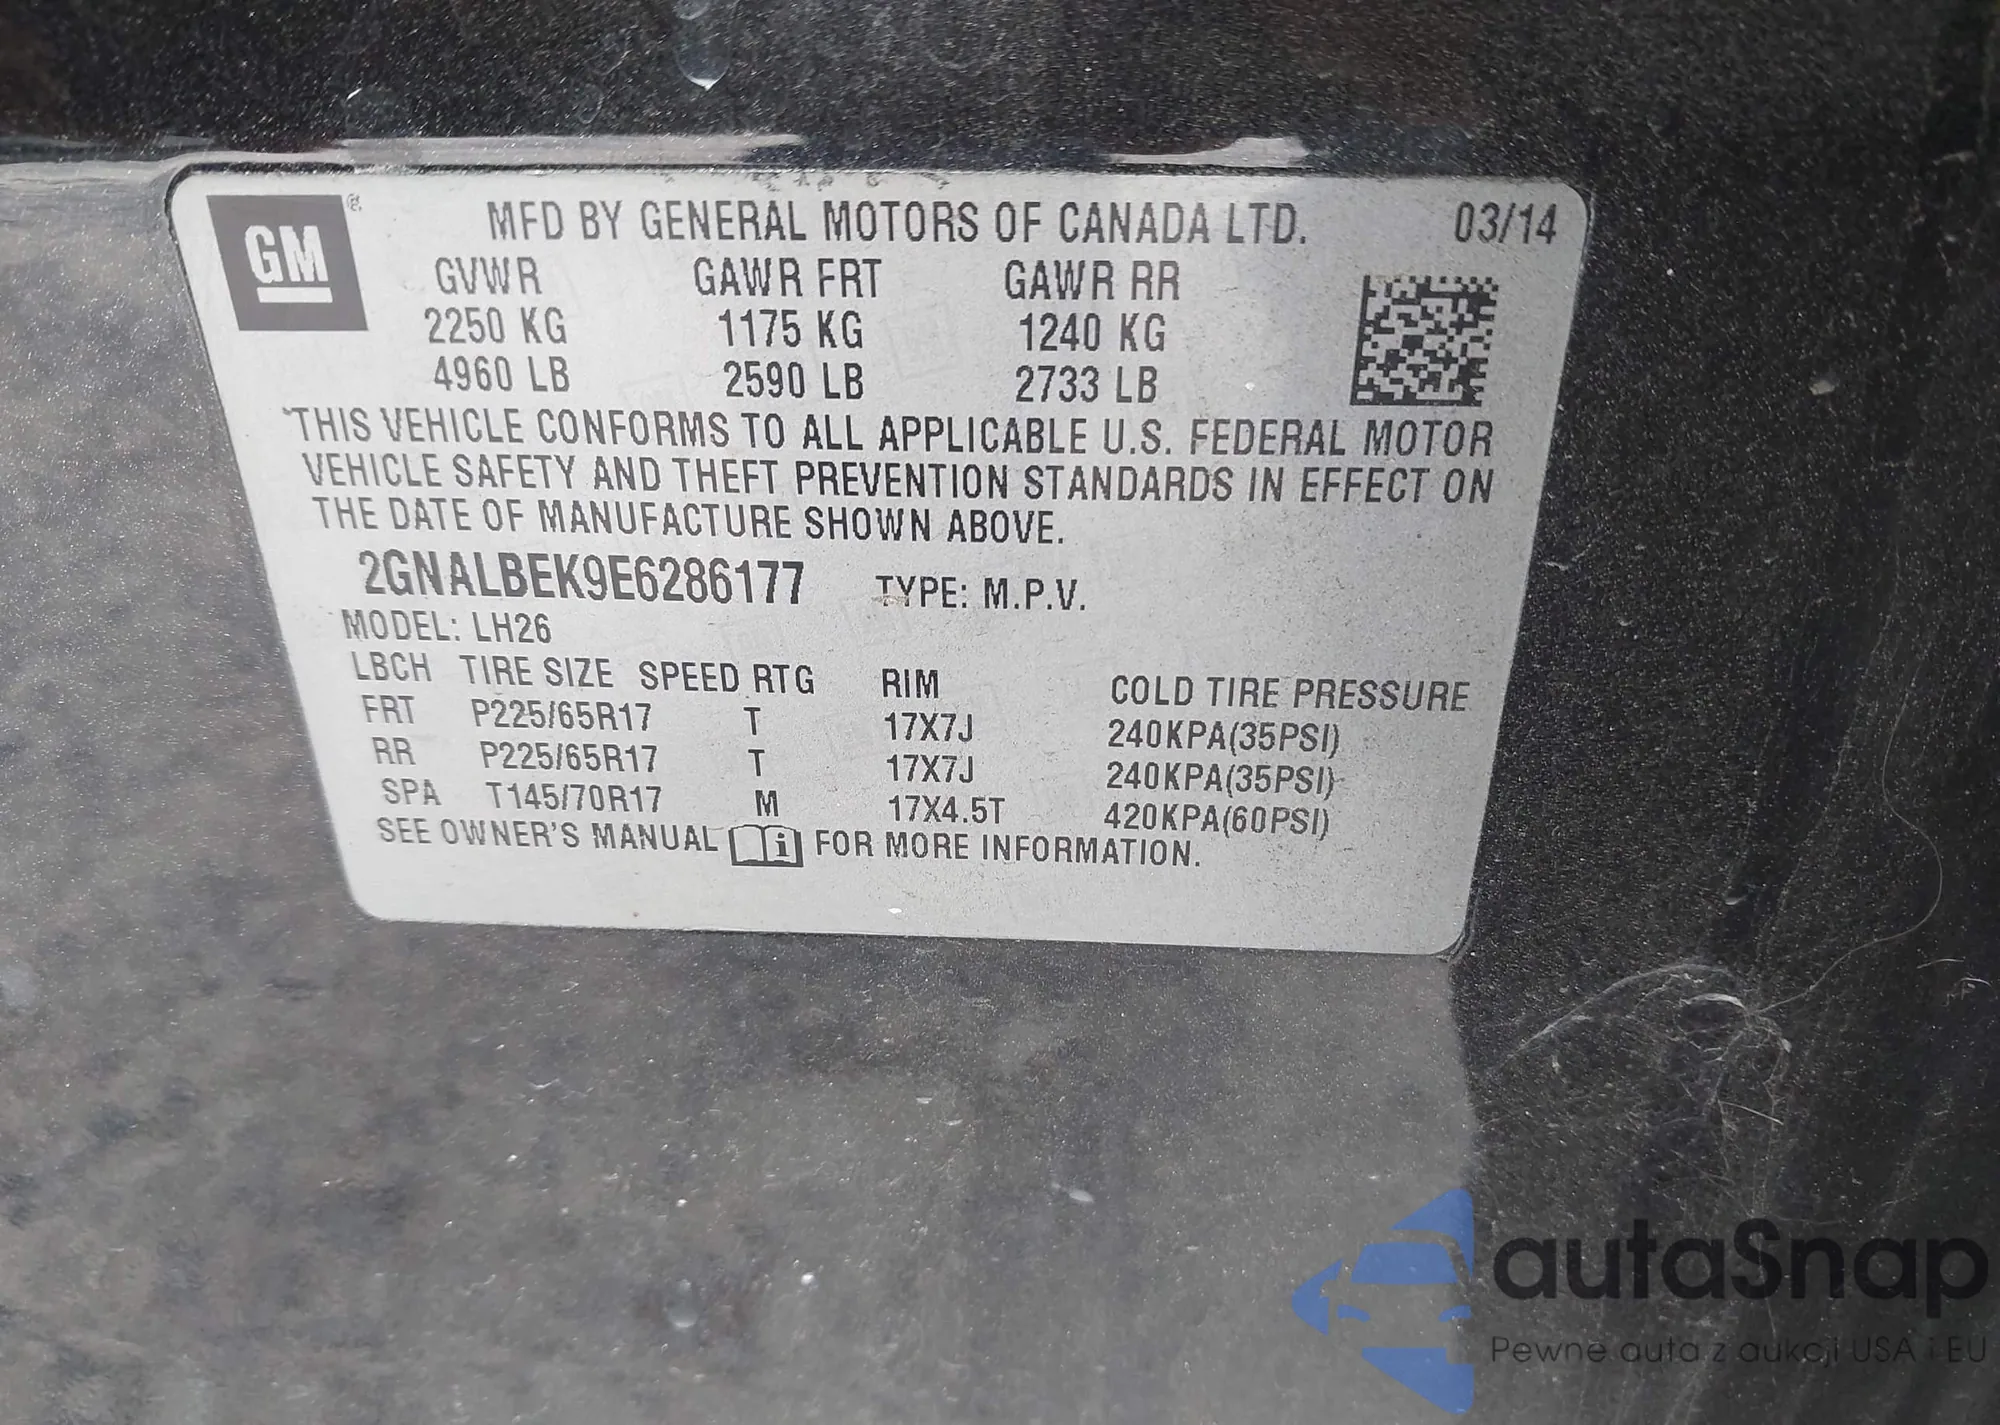 GM
MFD BY GENERAL MOTORS OF CANADA LTD. 03/14
GVWR GAWR FRT GAWR RR
2250 KG 1175 KG 1240 KG
4960 LB 2590 LB 2733 LB
THIS VEHICLE CONFORMS TO ALL APPLICABLE U.S. FEDERAL MOTOR
VEHICLE SAFETY AND THEFT PREVENTION STANDARDS IN EFFECT ON
THE DATE OF MANUFACTURE SHOWN ABOVE.
2GNALBEK9E6286177 TYPE: M.P.V.
MODEL: LH26
LBCH TIRE SIZE SPEED RTG RIM COLD TIRE PRESSURE
FRT P225/65R17 T 17X7J 240KPA(35PSI)
RR P225/65R17 T 17X7J 240KPA(35PSI)
SPA T145/70R17 M 17X4.5T 420KPA(60PSI)
SEE OWNER'S MANUAL i FOR MORE INFORMATION.
autaSnap
Pewne auta z aukcji USA i EU